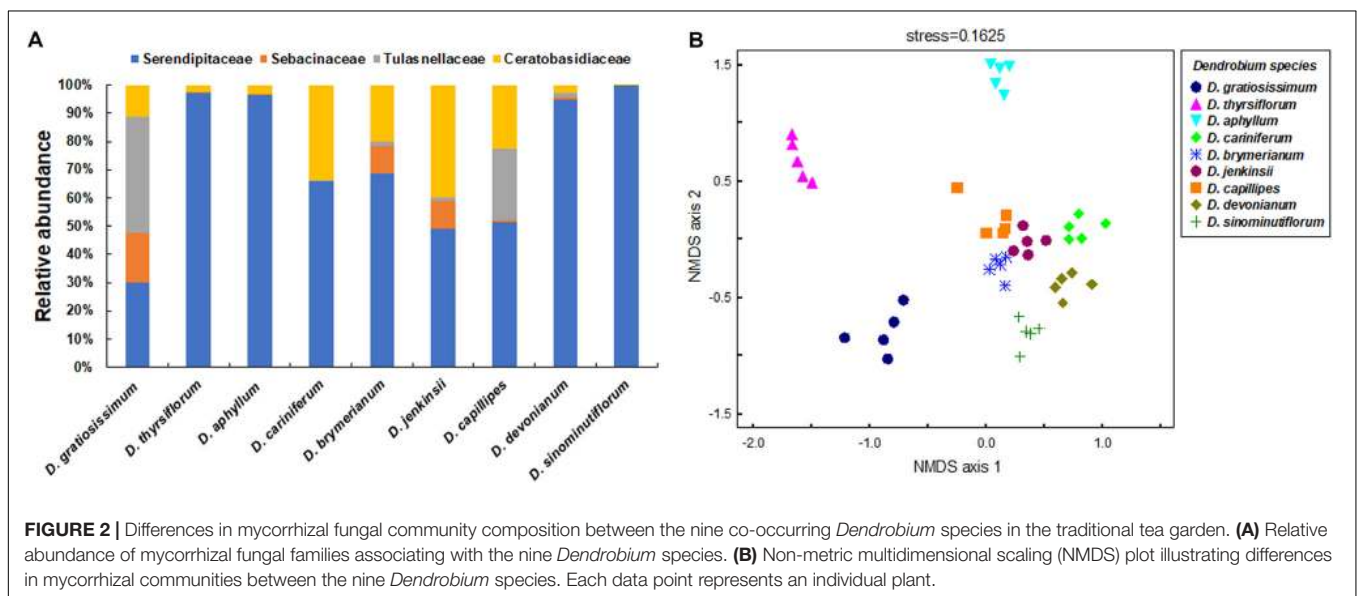 A
Serendipitaceae Sebacinaceae Tulasnellaceae Ceratobasidiaceae
Relative abundance
100%
90%
80%
70%
60%
50%
40%
30%
20%
10%
0%
D. gratiosissimum
D. thyrsiflorum
D. aphyllum
D. cariniferum
D. brymerianum
D. jenkinsii
D. capillipes
D. devonianum
D. sinominutiflorum
B
stress=0.1625
NMDS axis 2
1.5
0.5
-0.5
-1.5
-2.0 -1.0 0.0 1.0
NMDS axis 1
Dendrobium species
D. gratiosissimum
D. thyrsiflorum
D. aphyllum
D. cariniferum
D. brymerianum
D. jenkinsii
D. capillipes
D. devonianum
D. sinominutiflorum
FIGURE 2 | Differences in mycorrhizal fungal community composition between the nine co-occurring Dendrobium species in the traditional tea garden. (A) Relative
abundance of mycorrhizal fungal families associating with the nine Dendrobium species. (B) Non-metric multidimensional scaling (NMDS) plot illustrating differences
in mycorrhizal communities between the nine Dendrobium species. Each data point represents an individual plant.